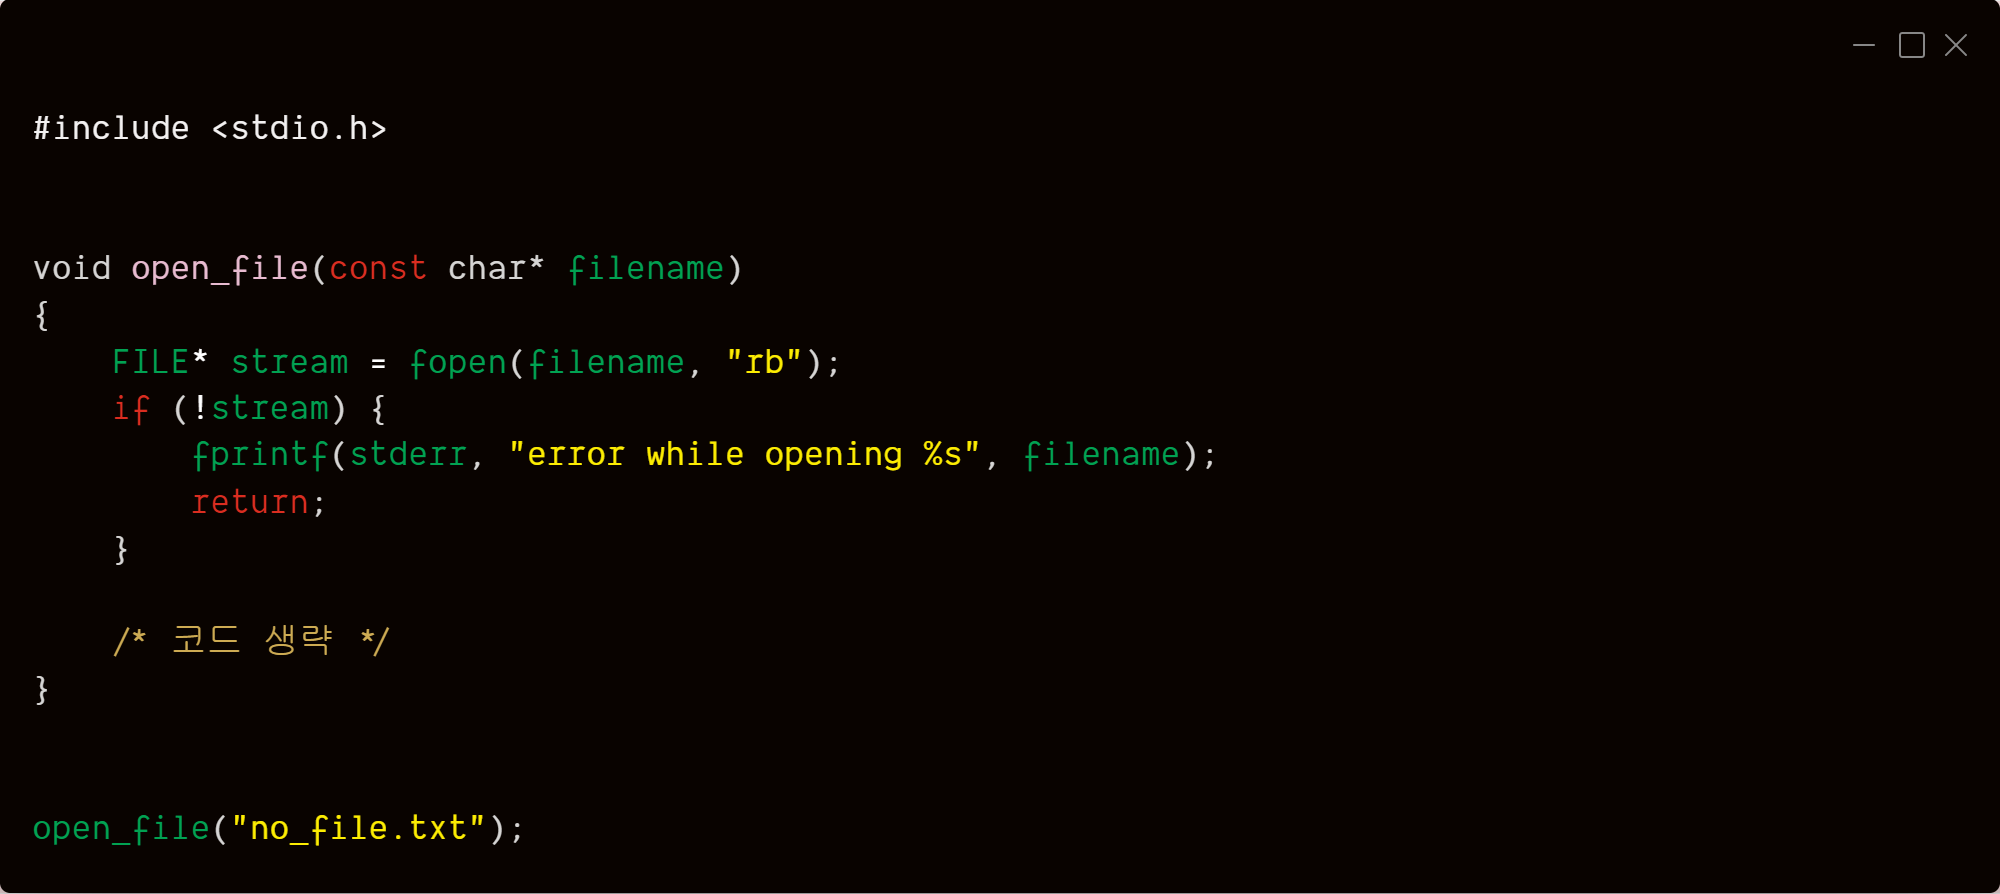 #include <stdio.h>
void open_file(const char* filename)
{
    FILE* stream = fopen(filename, "rb");
    if (!stream) {
        fprintf(stderr, "error while opening %s", filename);
        return;
    }
    /* 코드 생략 */
}
open_file("no_file.txt");